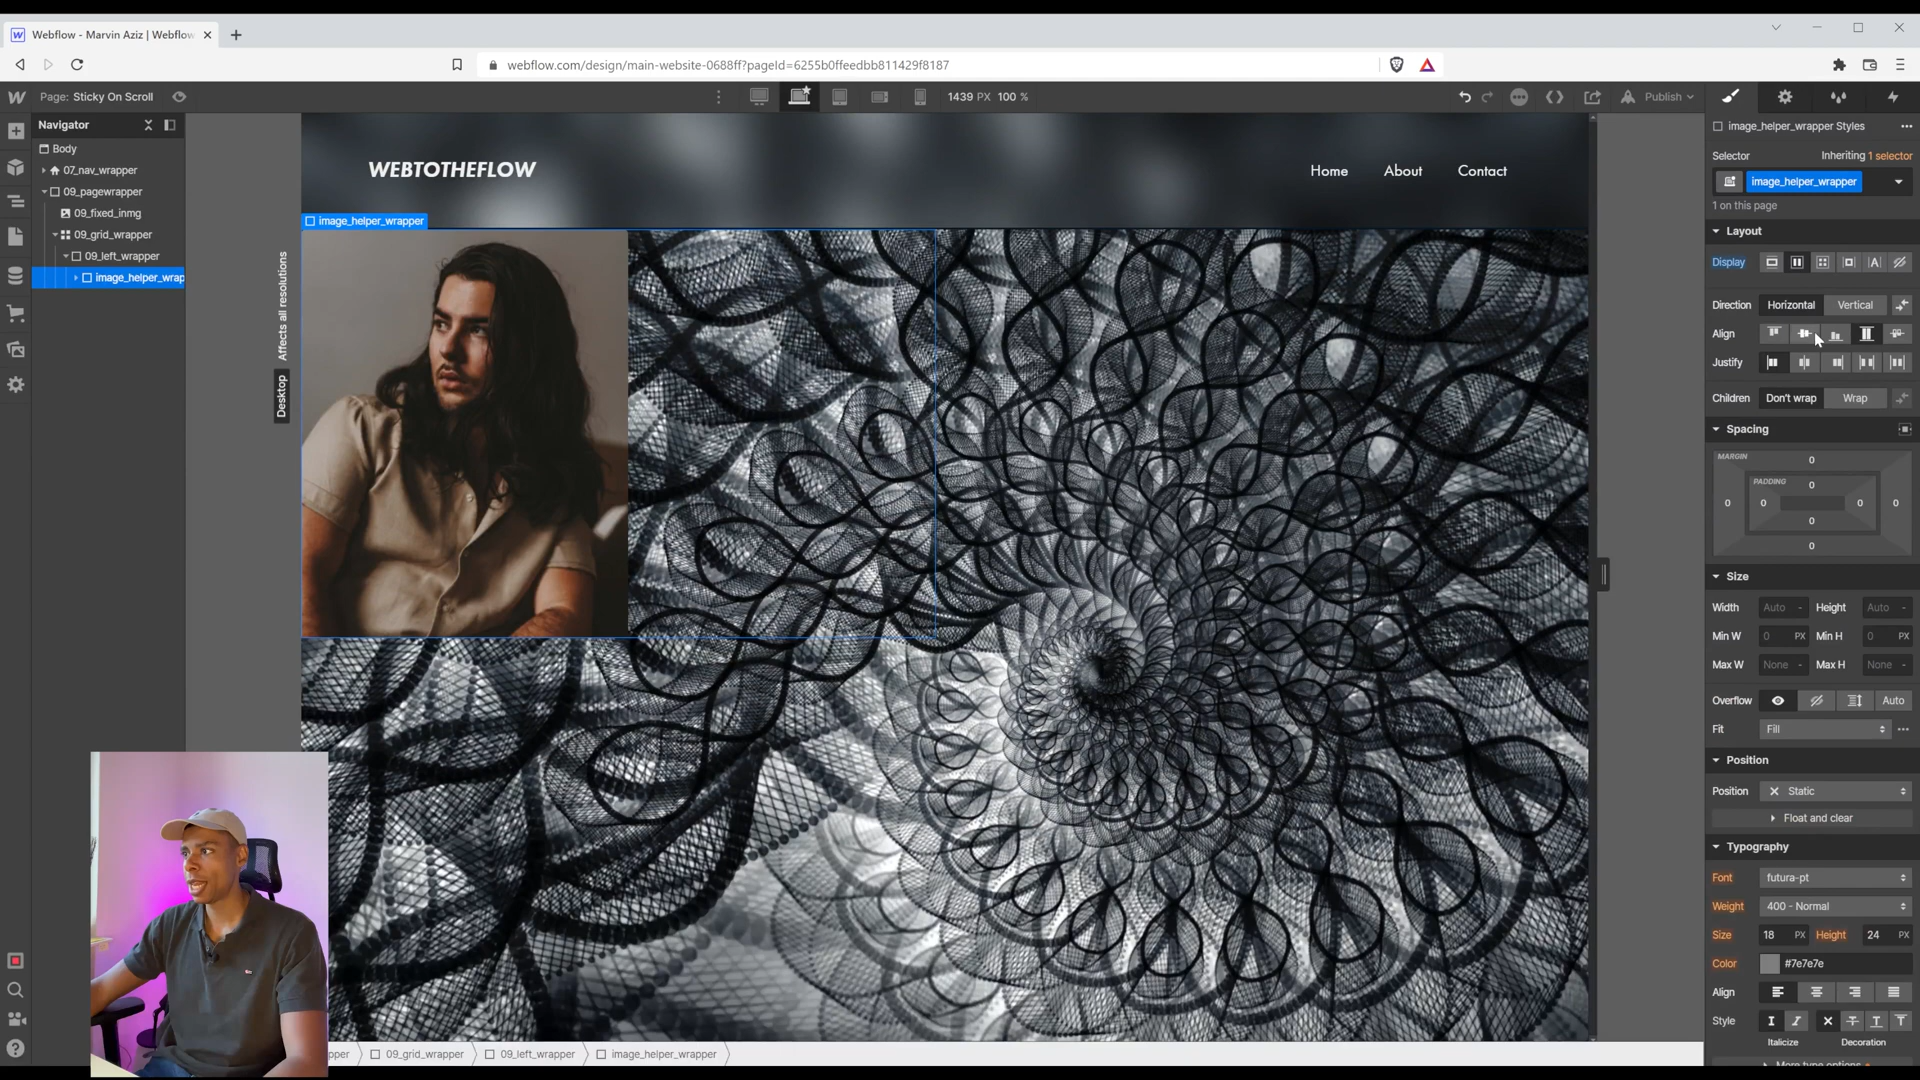 Webflow - Marvin Aziz | Webflow
webflow.com/design/main-website-0688ff?pageId=6255b0ffeedbb811429f8187
Page: Sticky On Scroll
1439 PX 100 %
Publish
Navigator
Body
07_nav_wrapper
09_pagewrapper
09_fixed_inmg
09_grid_wrapper
09_left_wrapper
image_helper_wrap
Desktop Affects all resolutions
WEBTOTHEFLOW
Home About Contact
image_helper_wrapper
image_helper_wrapper Styles
Selector Inheriting 1 selector
image_helper_wrapper
1 on this page
Layout
Display
Direction Horizontal Vertical
Align
Justify
Children Don't wrap Wrap
Spacing
MARGIN 0
PADDING 0
0 0 0 0
0
0
Size
Width Auto - Height Auto -
Min W 0 PX Min H 0 PX
Max W None - Max H None -
Overflow Auto
Fit Fill
Position
Position Static
Float and clear
Typography
Font futura-pt
Weight 400 - Normal
Size 18 PX Height 24 PX
Color #7e7e7e
Align
Style
Italicize Decoration
More type options
pper 09_grid_wrapper 09_left_wrapper image_helper_wrapper